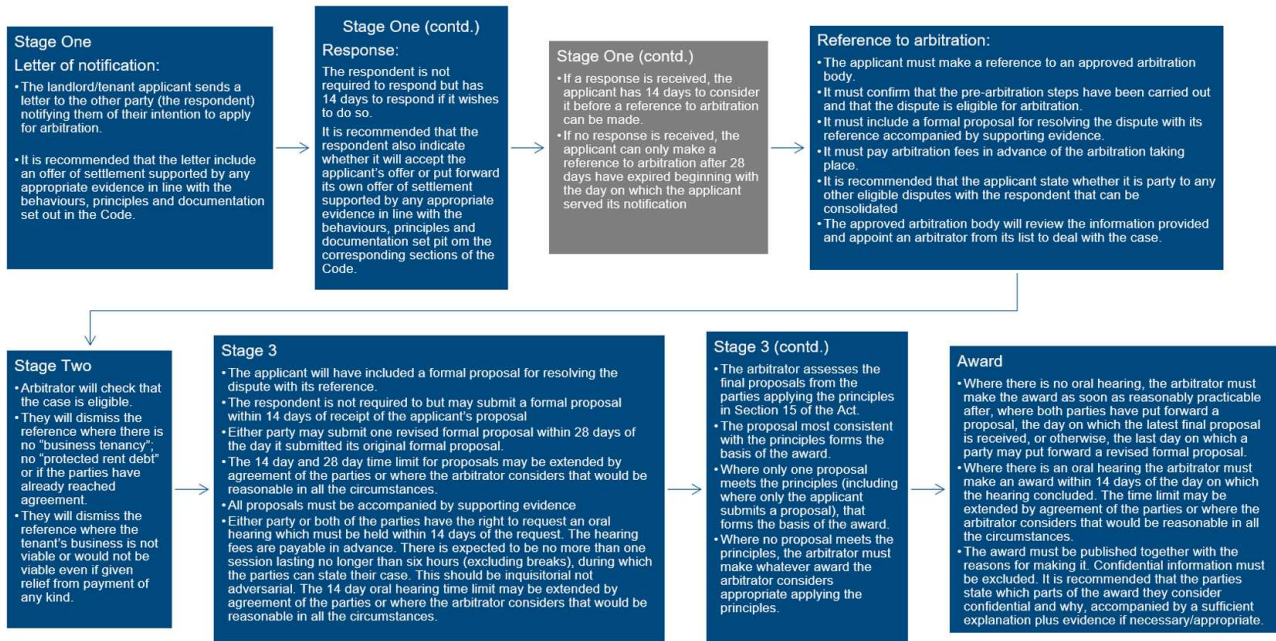 Stage One
Letter of notification:
•The landlord/tenant applicant sends a
letter to the other party (the respondent)
notifying them of their intention to apply
for arbitration.
•It is recommended that the letter include
an offer of settlement supported by any
appropriate evidence in line with the
behaviours, principles and documentation
set out in the Code.
Stage One (contd.)
Response:
The respondent is not
required to respond but has
14 days to respond if it wishes
to do so.
It is recommended that the
respondent also indicate
whether it will accept the
applicant's offer or put forward
its own offer of settlement
supported by any appropriate
evidence in line with the
behaviours, principles and
documentation set pit om the
corresponding sections of the
Code.
Stage One (contd.)
•If a response is received, the
applicant has 14 days to consider
it before a reference to arbitration
can be made.
•If no response is received, the
applicant can only make a
reference to arbitration after 28
days have expired beginning with
the day on which the applicant
served its notification
Reference to arbitration:
•The applicant must make a reference to an approved arbitration
body.
•It must confirm that the pre-arbitration steps have been carried out
and that the dispute is eligible for arbitration.
•It must include a formal proposal for resolving the dispute with its
reference accompanied by supporting evidence.
•It must pay arbitration fees in advance of the arbitration taking
place.
•It is recommended that the applicant state whether it is party to any
other eligible disputes with the respondent that can be
consolidated
•The approved arbitration body will review the information provided
and appoint an arbitrator from its list to deal with the case.
Stage Two
•Arbitrator will check that
the case is eligible.
•They will dismiss the
reference where there is
no "business tenancy";
no "protected rent debt"
or if the parties have
already reached
agreement.
•They will dismiss the
reference where the
tenant's business is not
viable or would not be
viable even if given
relief from payment of
any kind.
Stage 3
•The applicant will have included a formal proposal for resolving the
dispute with its reference.
•The respondent is not required to but may submit a formal proposal
within 14 days of receipt of the applicant's proposal
•Either party may submit one revised formal proposal within 28 days of
the day it submitted its original formal proposal.
•The 14 day and 28 day time limit for proposals may be extended by
agreement of the parties or where the arbitrator considers that would be
reasonable in all the circumstances.
•All proposals must be accompanied by supporting evidence
•Either party or both of the parties have the right to request an oral
hearing which must be held within 14 days of the request. The hearing
fees are payable in advance. There is expected to be no more than one
session lasting no longer than six hours (excluding breaks), during which
the parties can state their case. This should be inquisitorial not
adversarial. The 14 day oral hearing time limit may be extended by
agreement of the parties or where the arbitrator considers that would be
reasonable in all the circumstances.
Stage 3 (contd.)
•The arbitrator assesses the
final proposals from the
parties applying the principles
in Section 15 of the Act.
•The proposal most consistent
with the principles forms the
basis of the award.
•Where only one proposal
meets the principles (including
where only the applicant
submits a proposal), that
forms the basis of the award.
•Where no proposal meets the
principles, the arbitrator must
make whatever award the
arbitrator considers
appropriate applying the
principles.
Award
•Where there is no oral hearing, the arbitrator must
make the award as soon as reasonably practicable
after, where both parties have put forward a
proposal, the day on which the latest final proposal
is received, or otherwise, the last day on which a
party may put forward a revised formal proposal.
•Where there is an oral hearing the arbitrator must
make an award within 14 days of the day on which
the hearing concluded. The time limit may be
extended by agreement of the parties or where the
arbitrator considers that would be reasonable in all
the circumstances.
•The award must be published together with the
reasons for making it. Confidential information must
be excluded. It is recommended that the parties
state which parts of the award they consider
confidential and why, accompanied by a sufficient
explanation plus evidence if necessary/appropriate.